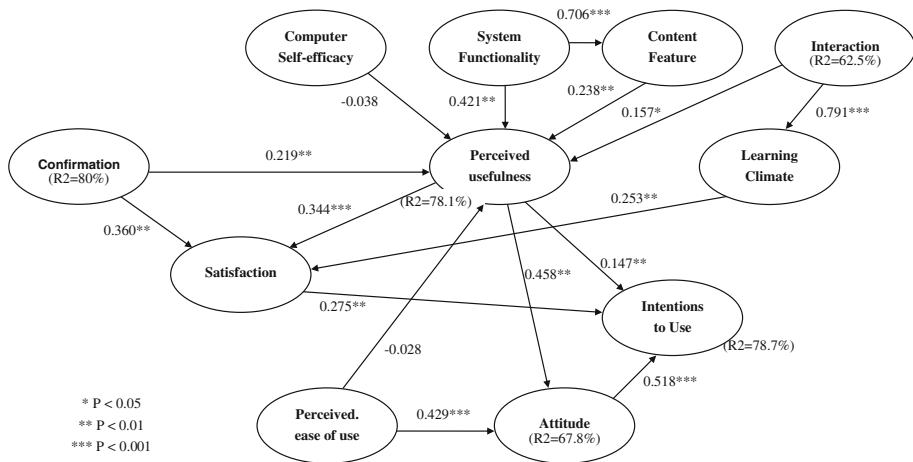 0.706***
Computer
Self-efficacy
System
Functionality
Content
Feature
Interaction
(R2=62.5%)
-0.038
0.421**
0.238**
0.157*
0.791***
Confirmation
(R2=80%)
0.219**
Perceived
usefulness
(R2=78.1%)
Learning
Climate
0.360**
0.344***
0.253**
Satisfaction
0.458**
0.147**
0.275**
Intentions
to Use
(R2=78.7%)
-0.028
0.518***
* P < 0.05
** P < 0.01
*** P < 0.001
Perceived.
ease of use
0.429***
Attitude
(R2=67.8%)